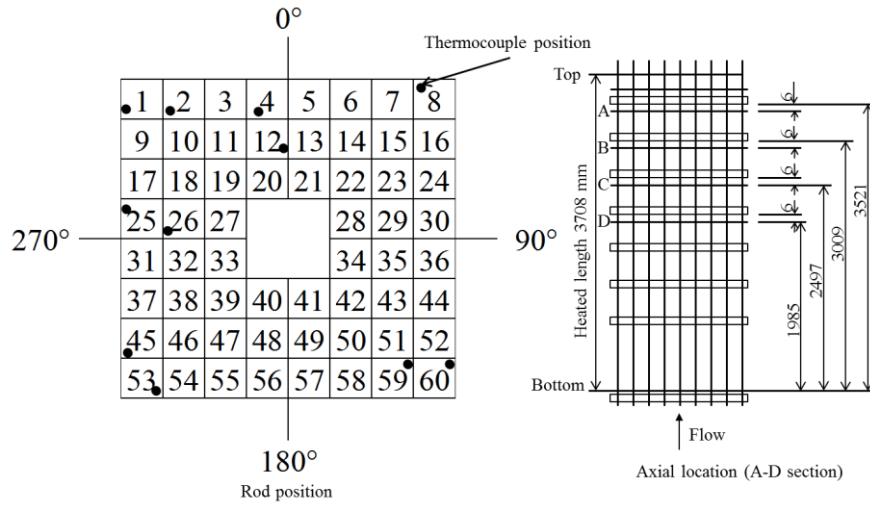 0°
Thermocouple position
1 2 3 4 5 6 7 8
9 10 11 12 13 14 15 16
17 18 19 20 21 22 23 24
25 26 27 28 29 30
31 32 33 34 35 36
37 38 39 40 41 42 43 44
45 46 47 48 49 50 51 52
53 54 55 56 57 58 59 60
270°
90°
180°
Rod position
Top
A
B
C
D
Heated length 3708 mm
Bottom
6
6
6
6
1985
2497
3009
3521
Flow
Axial location (A-D section)